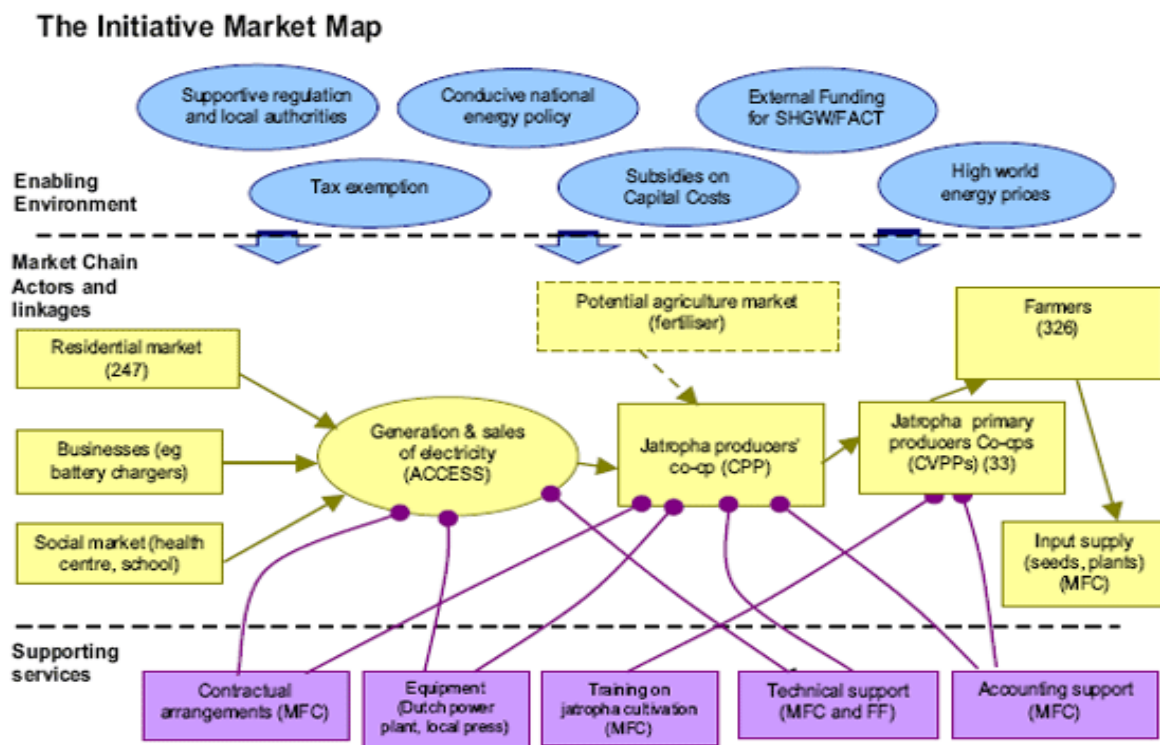 The Initiative Market Map
Supportive regulation
and local authorities
Conducive national
energy policy
External Funding
for SHGW/FACT
Enabling
Environment
Tax exemption
Subsidies on
Capital Costs
High world
energy prices
Market Chain
Actors and
linkages
Potential agriculture market
(fertiliser)
Farmers
(326)
Residential market
(247)
Businesses (eg
battery chargers)
Social market (health
centre, school)
Generation & sales
of electricity
(ACCESS)
Jatropha producers'
co-op (CPP)
Jatropha primary
producers Co-ops
(CVPPs) (33)
Input supply
(seeds, plants)
(MFC)
Supporting
services
Contractual
arrangements (MFC)
Equipment
(Dutch power
plant, local press)
Training on
jatropha cultivation
(MFC)
Technical support
(MFC and FF)
Accounting support
(MFC)